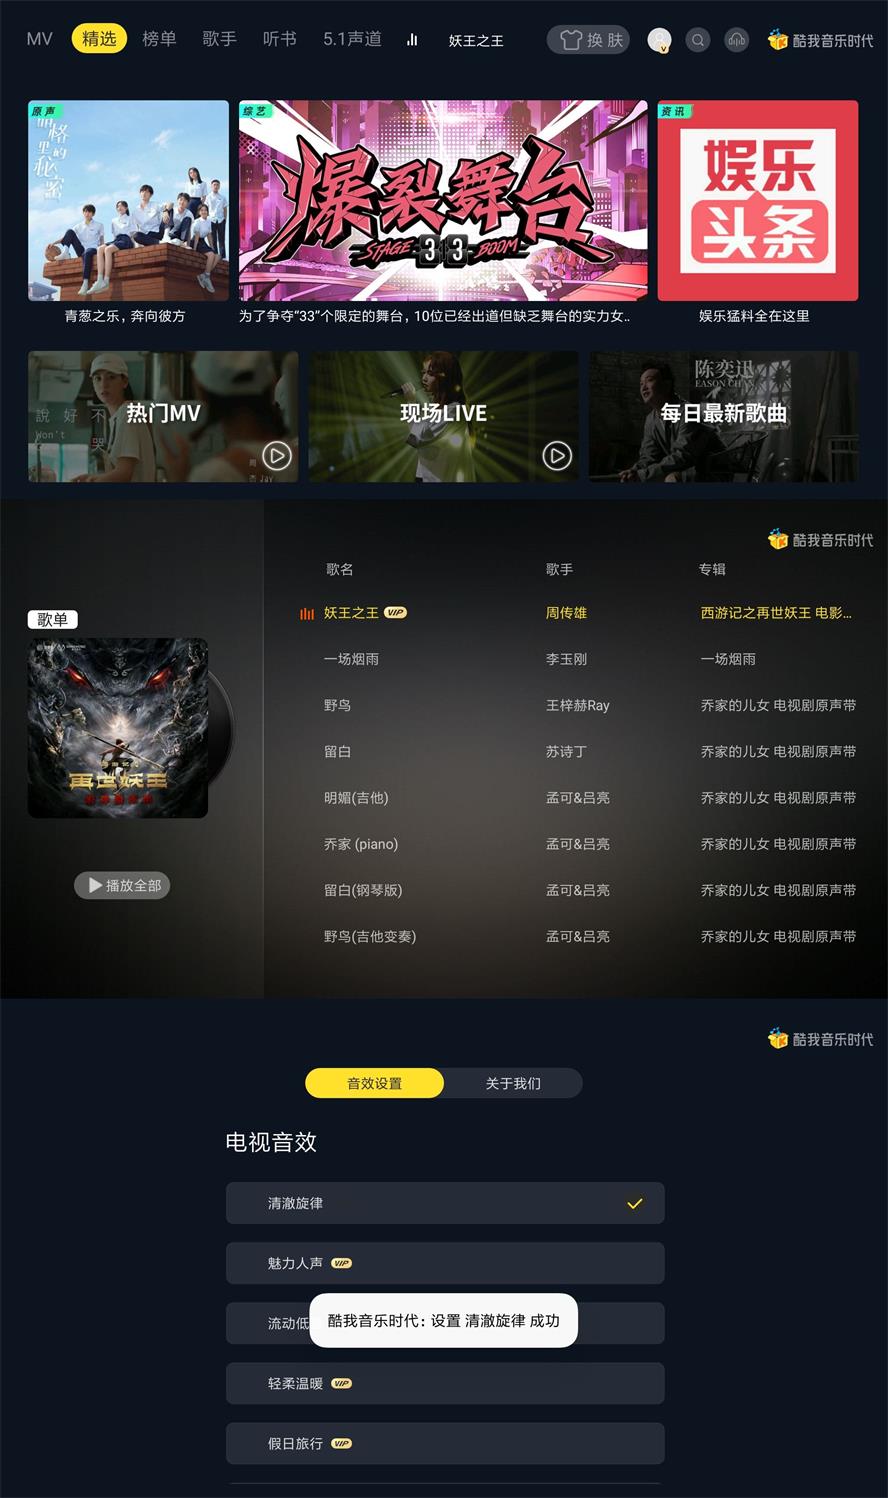 MV 精选 榜单 歌手 听书 5.1声道 妖王之王 换肤 酷我音乐时代
原声
综艺
资讯
暗格
里的
秘密
爆裂舞台
STAGE 33 BOOM
娱乐
头条
青葱之乐，奔向彼方 为了争夺“33”个限定的舞台，10位已经出道但缺乏舞台的实力女.. 娱乐猛料全在这里
說 好 不
Won't
哭
热门MV
现场LIVE
陈奕迅
EASON CHAN
每日最新歌曲
酷我音乐时代
歌名 歌手 专辑
歌单
妖王之王 VIP 周传雄 西游记之再世妖王 电影...
一场烟雨 李玉刚 一场烟雨
野鸟 王梓赫Ray 乔家的儿女 电视剧原声带
留白 苏诗丁 乔家的儿女 电视剧原声带
再世妖王
明媚(吉他) 孟可&吕亮 乔家的儿女 电视剧原声带
乔家 (piano) 孟可&吕亮 乔家的儿女 电视剧原声带
播放全部
留白(钢琴版) 孟可&吕亮 乔家的儿女 电视剧原声带
野鸟(吉他变奏) 孟可&吕亮 乔家的儿女 电视剧原声带
酷我音乐时代
音效设置 关于我们
电视音效
清澈旋律
魅力人声 VIP
流动低
酷我音乐时代：设置 清澈旋律 成功
轻柔温暖 VIP
假日旅行 VIP